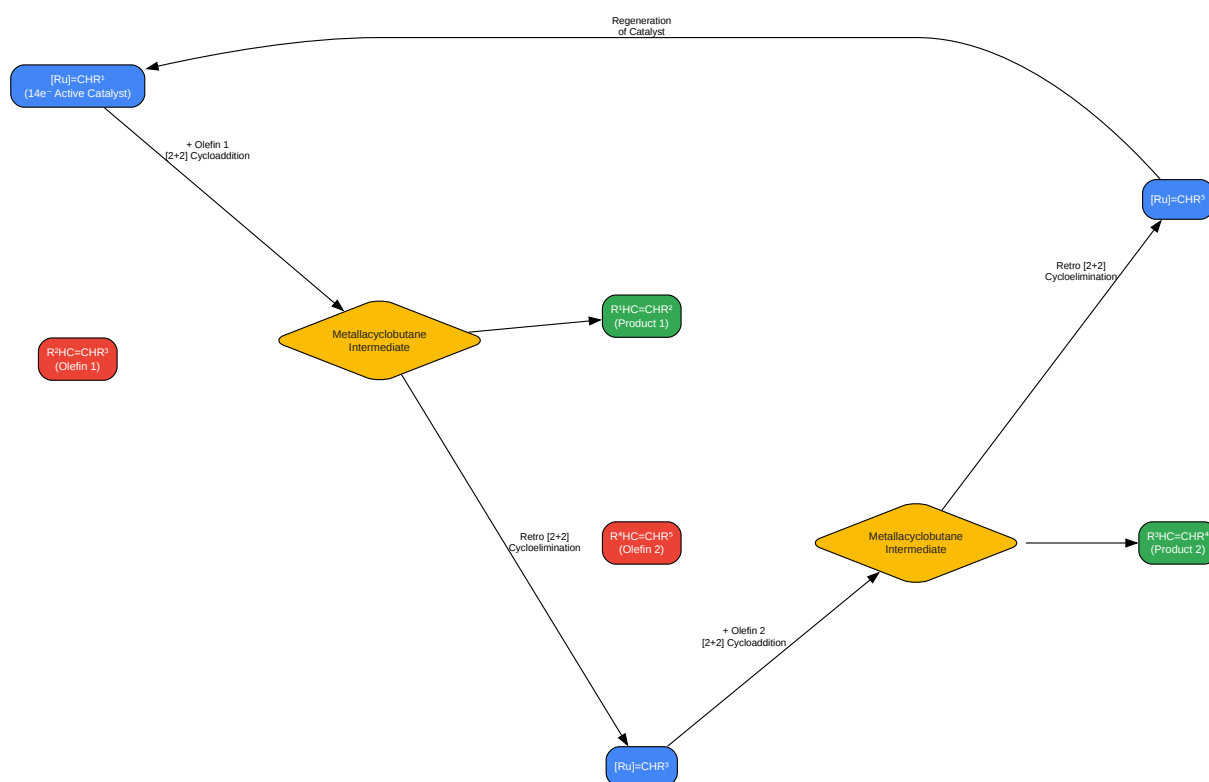 Regeneration
of Catalyst
[Ru]=CHR¹
(14e⁻ Active Catalyst)
+ Olefin 1
[2+2] Cycloaddition
[Ru]=CHR⁵
Retro [2+2]
Cycloelimination
R¹HC=CHR²
(Product 1)
Metallacyclobutane
Intermediate
R²HC=CHR³
(Olefin 1)
Retro [2+2]
Cycloelimination
R⁴HC=CHR⁵
(Olefin 2)
Metallacyclobutane
Intermediate
R³HC=CHR⁴
(Product 2)
+ Olefin 2
[2+2] Cycloaddition
[Ru]=CHR³